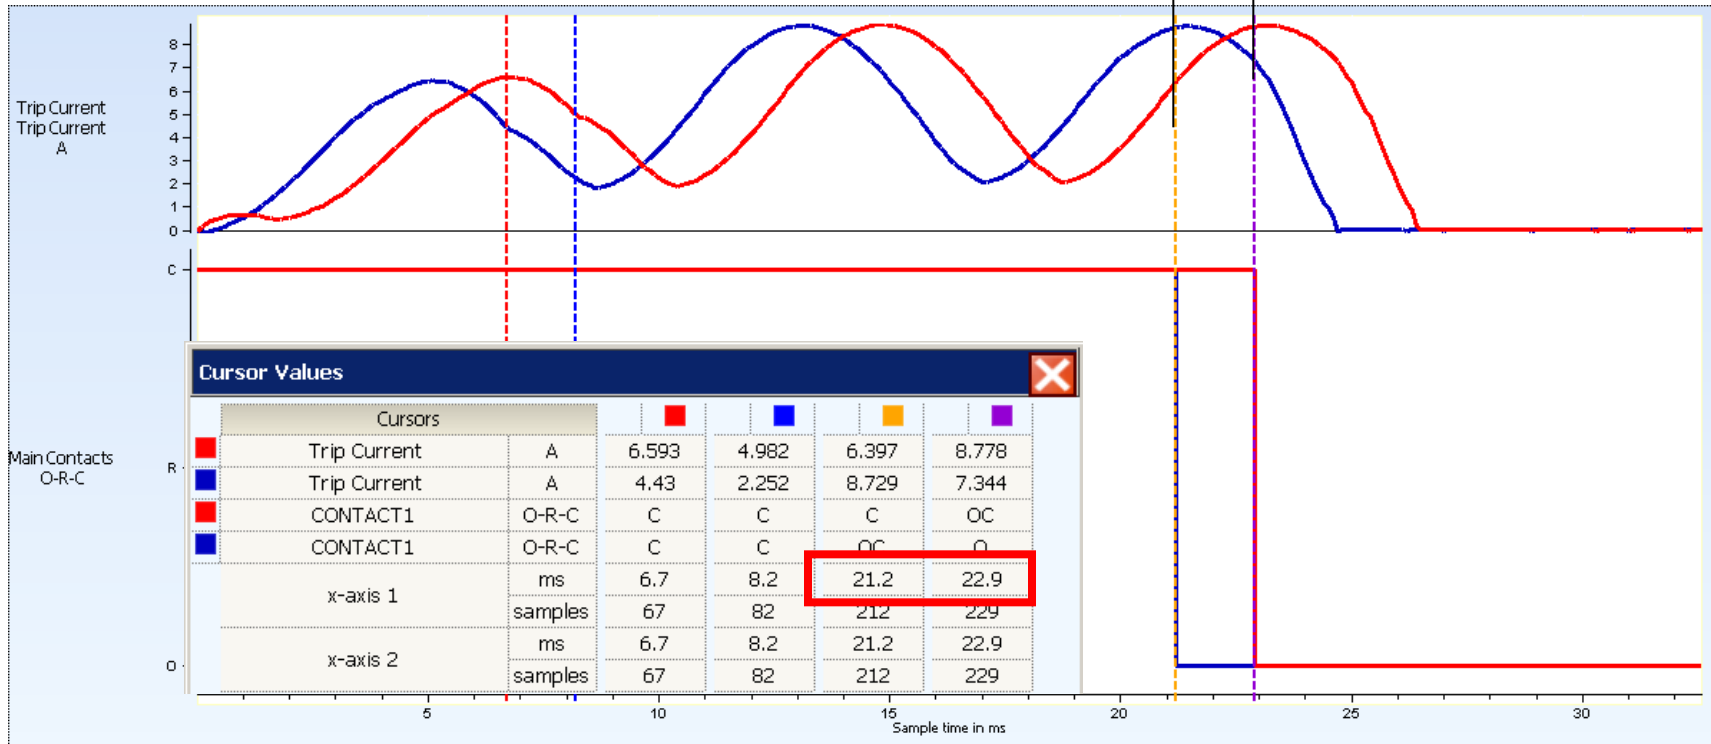 8
7
6
5
4
3
2
1
0
Trip Current
Trip Current
A
C
R
O
Main Contacts
O-R-C
Cursor Values
Cursors
Trip Current A 6.593 4.982 6.397 8.778
Trip Current A 4.43 2.252 8.729 7.344
CONTACT1 O-R-C C C C OC
CONTACT1 O-R-C C C OC O
x-axis 1 ms 6.7 8.2 21.2 22.9
samples 67 82 212 229
x-axis 2 ms 6.7 8.2 21.2 22.9
samples 67 82 212 229
5 10 15 20 25 30
Sample time in ms